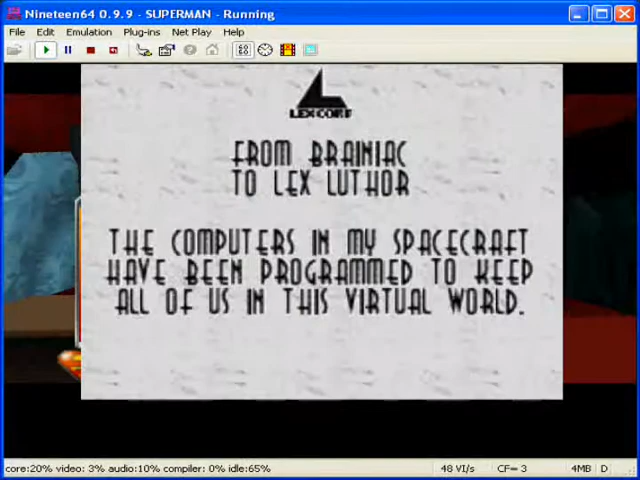 Nineteen64 0.9.9 - SUPERMAN - Running
File Edit Emulation Plug-ins Net Play Help
LEXCORP
FROM BRAINIAC
TO LEX LUTHOR
THE COMPUTERS IN MY SPACECRAFT
HAVE BEEN PROGRAMMED TO KEEP
ALL OF US IN THIS VIRTUAL WORLD.
core:20% video: 3% audio:10% compiler: 0% idle:65% 48 VI/s CF= 3 4MB D